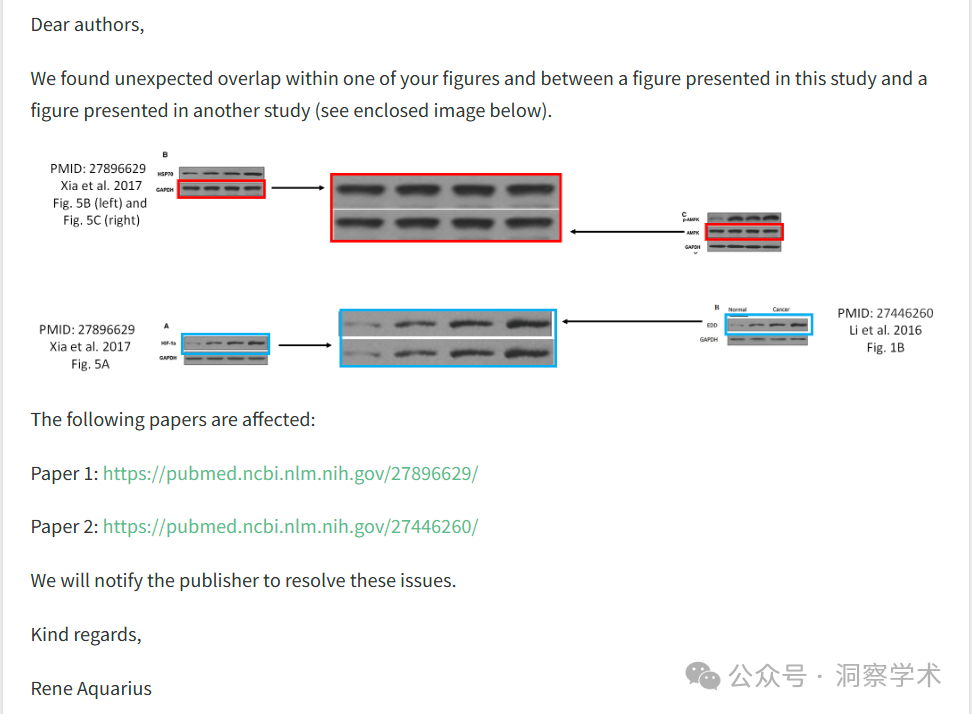 Dear authors,
We found unexpected overlap within one of your figures and between a figure presented in this study and a
figure presented in another study (see enclosed image below).
B
PMID: 27896629
Xia et al. 2017
Fig. 5B (left) and
Fig. 5C (right)
HSP70
GAPDH
C
p-AMPK
AMPK
GAPDH
PMID: 27896629
Xia et al. 2017
Fig. 5A
A
HIF-1α
GAPDH
B
Normal
Cancer
EDD
GAPDH
PMID: 27446260
Li et al. 2016
Fig. 1B
The following papers are affected:
Paper 1: https://pubmed.ncbi.nlm.nih.gov/27896629/
Paper 2: https://pubmed.ncbi.nlm.nih.gov/27446260/
We will notify the publisher to resolve these issues.
Kind regards,
Rene Aquarius
公众号 · 洞察学术